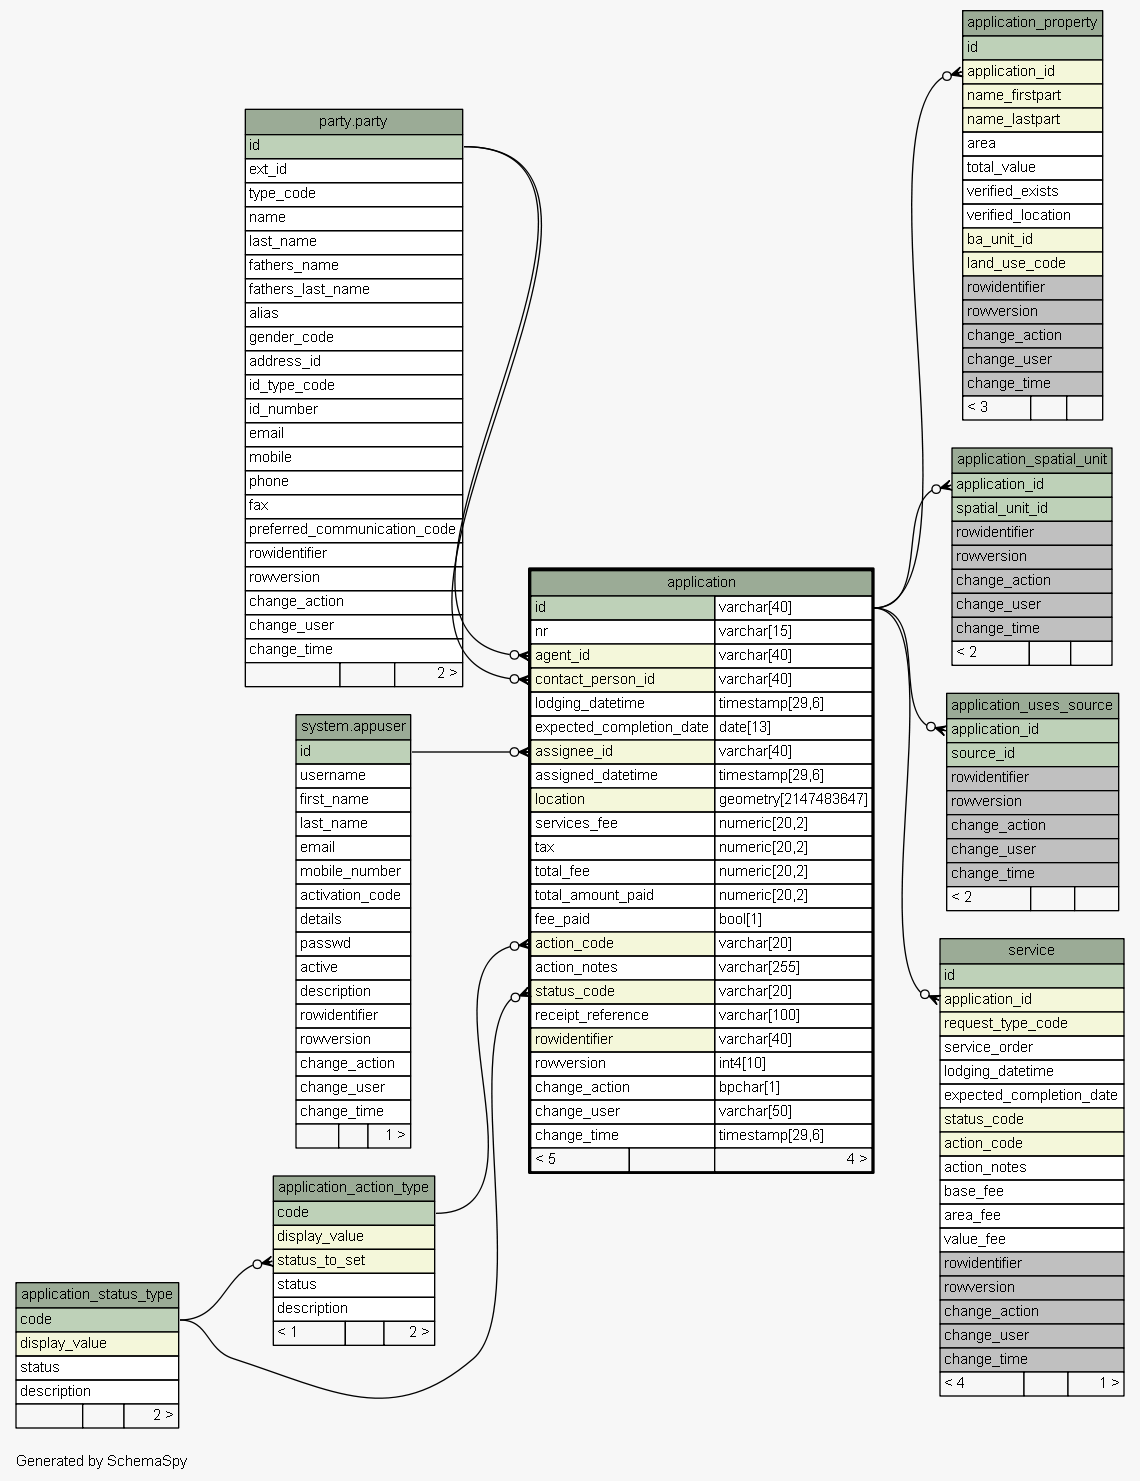 application_property
id
application_id
name_firstpart
name_lastpart
area
total_value
verified_exists
verified_location
ba_unit_id
land_use_code
rowidentifier
rowversion
change_action
change_user
change_time
< 3
party.party
id
ext_id
type_code
name
last_name
fathers_name
fathers_last_name
alias
gender_code
address_id
id_type_code
id_number
email
mobile
phone
fax
preferred_communication_code
rowidentifier
rowversion
change_action
change_user
change_time
2 >
application_spatial_unit
application_id
spatial_unit_id
rowidentifier
rowversion
change_action
change_user
change_time
< 2
application
id varchar[40]
nr varchar[15]
agent_id varchar[40]
contact_person_id varchar[40]
lodging_datetime timestamp[29,6]
expected_completion_date date[13]
assignee_id varchar[40]
assigned_datetime timestamp[29,6]
location geometry[2147483647]
services_fee numeric[20,2]
tax numeric[20,2]
total_fee numeric[20,2]
total_amount_paid numeric[20,2]
fee_paid bool[1]
action_code varchar[20]
action_notes varchar[255]
status_code varchar[20]
receipt_reference varchar[100]
rowidentifier varchar[40]
rowversion int4[10]
change_action bpchar[1]
change_user varchar[50]
change_time timestamp[29,6]
< 5 4 >
application_uses_source
application_id
source_id
rowidentifier
rowversion
change_action
change_user
change_time
< 2
system.appuser
id
username
first_name
last_name
email
mobile_number
activation_code
details
passwd
active
description
rowidentifier
rowversion
change_action
change_user
change_time
1 >
service
id
application_id
request_type_code
service_order
lodging_datetime
expected_completion_date
status_code
action_code
action_notes
base_fee
area_fee
value_fee
rowidentifier
rowversion
change_action
change_user
change_time
< 4 1 >
application_action_type
code
display_value
status_to_set
status
description
< 1 2 >
application_status_type
code
display_value
status
description
2 >
Generated by SchemaSpy